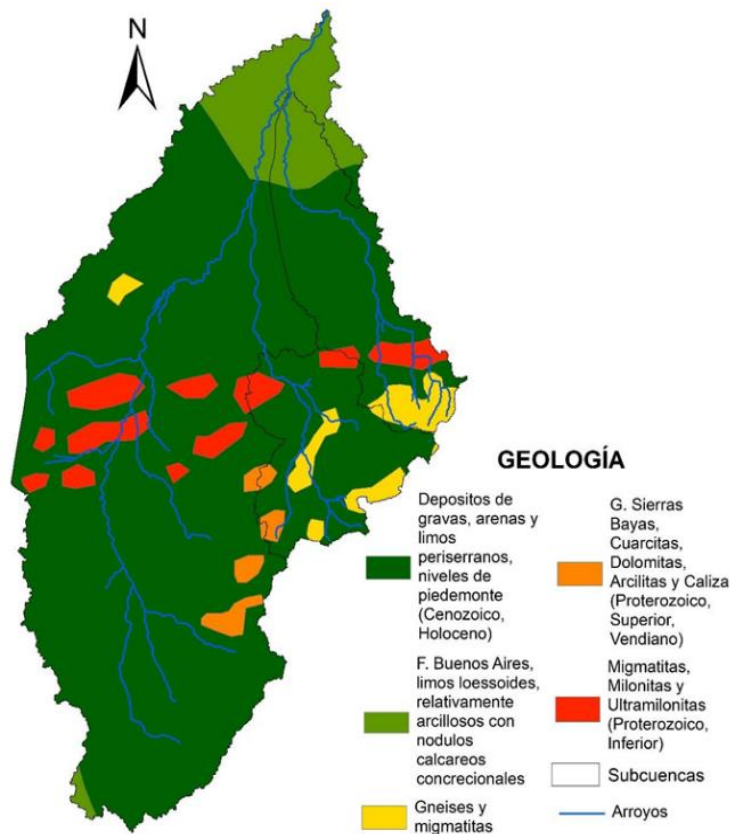 N
GEOLOGÍA
Depositos de
gravas, arenas y
limos
periserranos,
niveles de
piedemonte
(Cenozoico,
Holoceno)
F. Buenos Aires,
limos loessoides,
relativamente
arcillosos con
nodulos
calcareos
concrecionales
Gneises y
migmatitas
G. Sierras
Bayas,
Cuarcitas,
Dolomitas,
Arcilitas y Caliza
(Proterozoico,
Superior,
Vendiano)
Migmatitas,
Milonitas y
Ultramilonitas
(Proterozoico,
Inferior)
Subcuencas
Arroyos